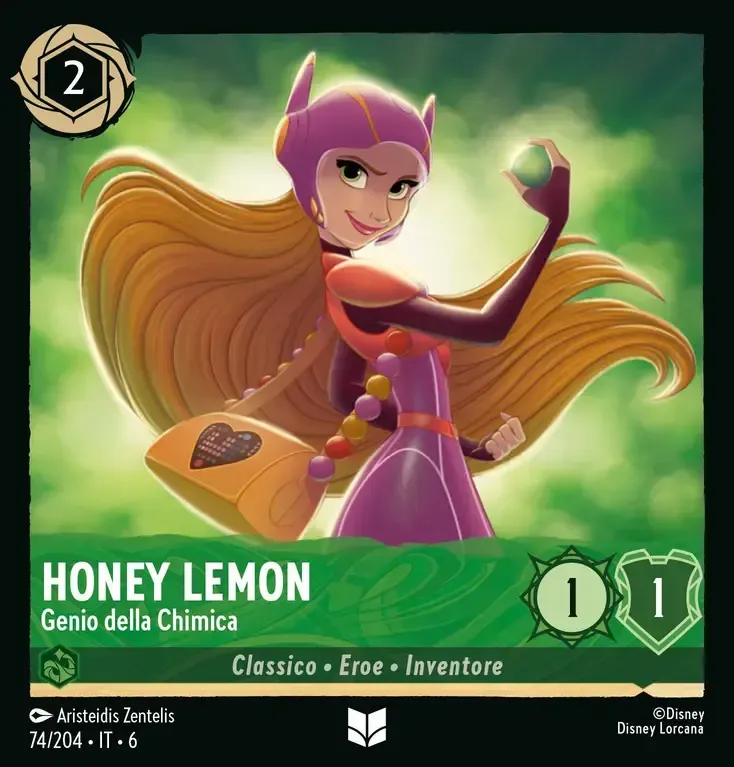 2
HONEY LEMON
Genio della Chimica
1
1
Classico • Eroe • Inventore
Aristeidis Zentelis
©Disney
74/204 • IT • 6
Disney Lorcana